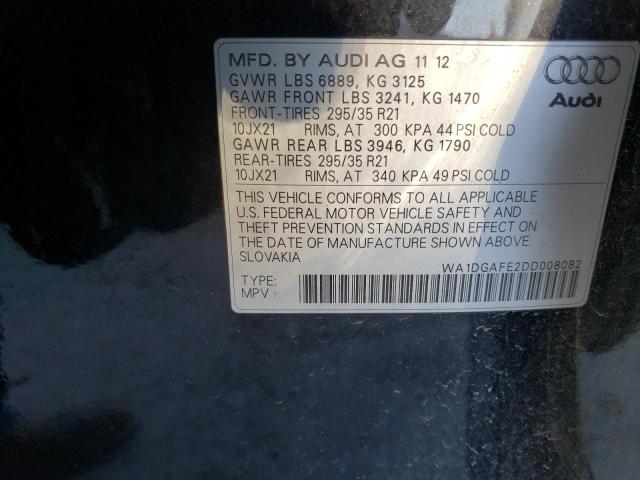 MFD. BY AUDI AG 11 12
GVWR LBS 6889, KG 3125
GAWR FRONT LBS 3241, KG 1470
FRONT-TIRES 295/35 R21
10JX21 RIMS, AT 300 KPA 44 PSI COLD
GAWR REAR LBS 3946, KG 1790
REAR-TIRES 295/35 R21
10JX21 RIMS, AT 340 KPA 49 PSI COLD
THIS VEHICLE CONFORMS TO ALL APPLICABLE
U.S. FEDERAL MOTOR VEHICLE SAFETY AND
THEFT PREVENTION STANDARDS IN EFFECT ON
THE DATE OF MANUFACTURE SHOWN ABOVE.
SLOVAKIA
WA1DGAFE2DD008082
TYPE:
MPV
Audi